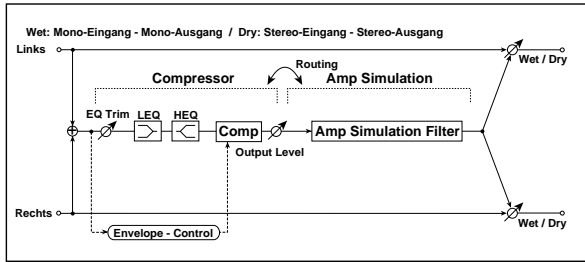 Wet: Mono-Eingang - Mono-Ausgang / Dry: Stereo-Eingang - Stereo-Ausgang
Links
Wet / Dry
Routing
Compressor
Amp Simulation
EQ Trim
LEQ
HEQ
Comp
Output Level
Amp Simulation Filter
Rechts
Wet / Dry
Envelope - Control